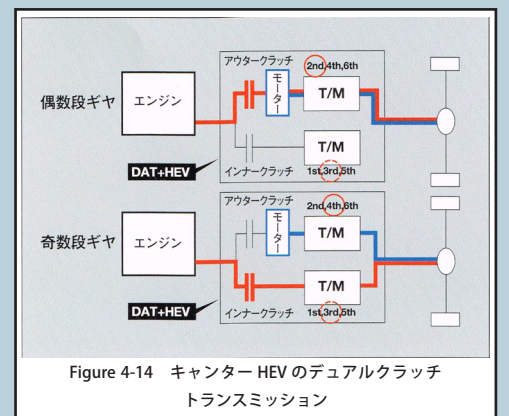 アウタークラッチ
2nd,4th,6th
偶数段ギヤ
エンジン
モーター
T/M
T/M
DAT+HEV
インナークラッチ
1st,3rd,5th
アウタークラッチ
2nd,4th,6th
奇数段ギヤ
エンジン
モーター
T/M
T/M
DAT+HEV
インナークラッチ
1st,3rd,5th
Figure 4-14 キャンター HEV のデュアルクラッチ
トランスミッション